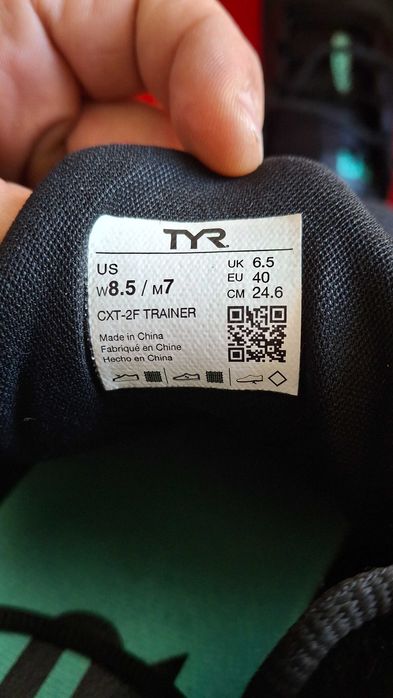 TYR
US
W8.5 / M7
UK 6.5
EU 40
CM 24.6
CXT-2F TRAINER
Made in China
Fabriqué en Chine
Hecho en China